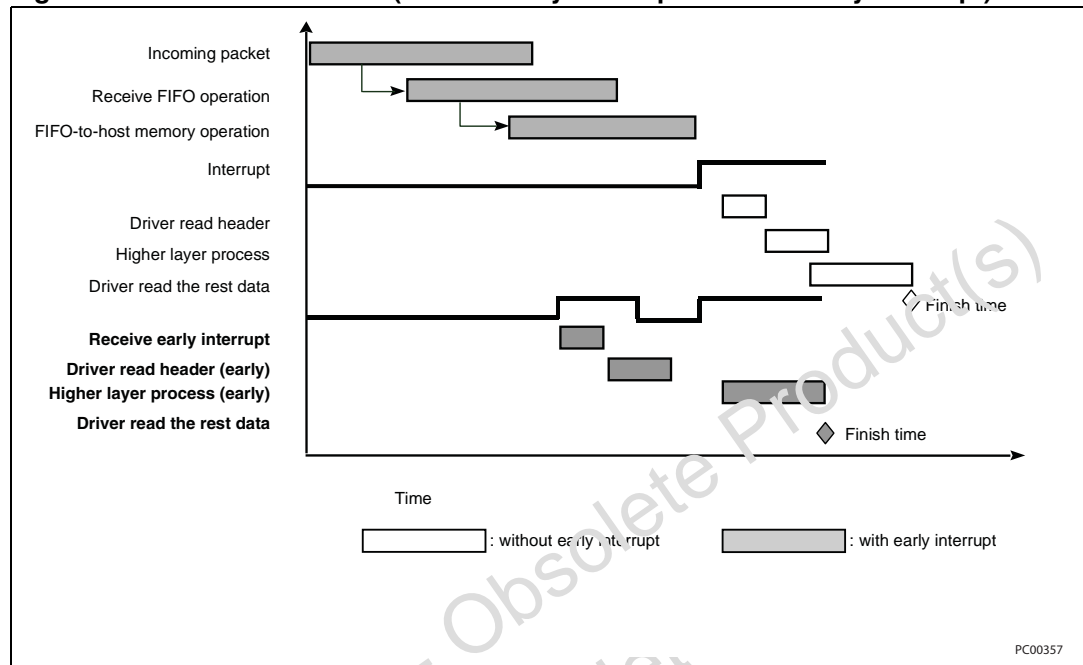 Incoming packet
Receive FIFO operation
FIFO-to-host memory operation
Interrupt
Driver read header
Higher layer process
Driver read the rest data
Finish time
Receive early interrupt
Driver read header (early)
Higher layer process (early)
Driver read the rest data
Finish time
Time
: without early interrupt
: with early interrupt
Obsolete Product(s)
PC00357